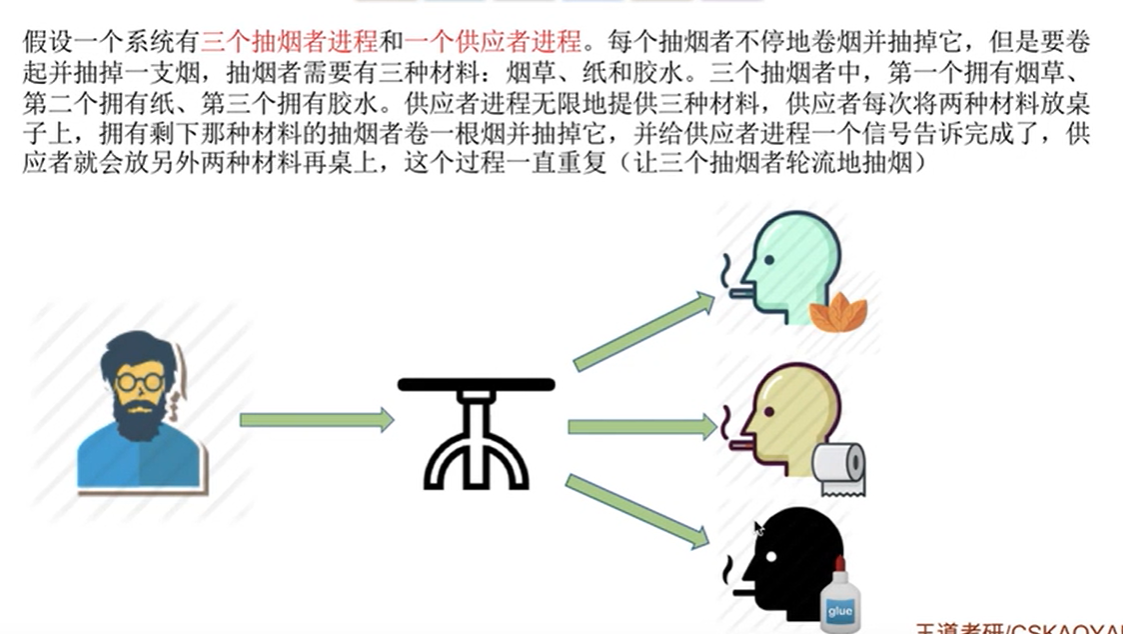 假设一个系统有三个抽烟者进程和一个供应者进程。每个抽烟者不停地卷烟并抽掉它，但是要卷
起并抽掉一支烟，抽烟者需要有三种材料：烟草、纸和胶水。三个抽烟者中，第一个拥有烟草、
第二个拥有纸、第三个拥有胶水。供应者进程无限地提供三种材料，供应者每次将两种材料放桌
子上，拥有剩下那种材料的抽烟者卷一根烟并抽掉它，并给供应者进程一个信号告诉完成了，供
应者就会放另外两种材料再桌上，这个过程一直重复（让三个抽烟者轮流地抽烟）
glue
王道考研/CSKAOYAN